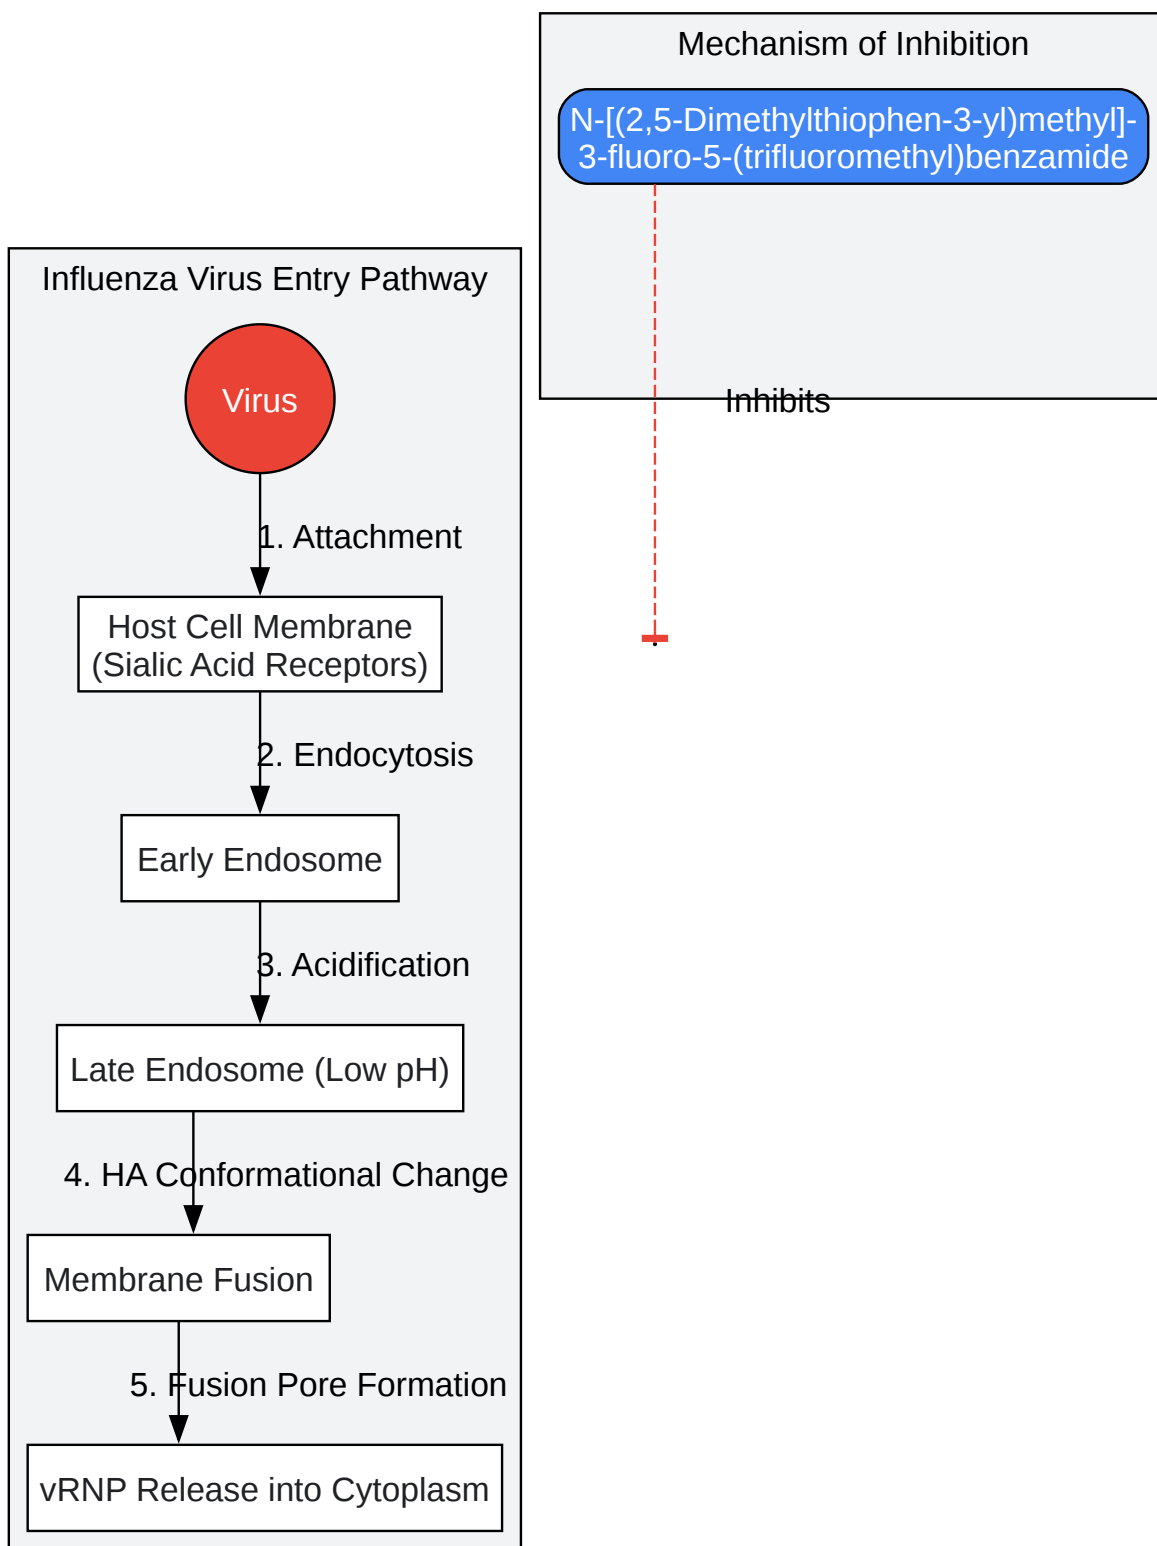 Mechanism of Inhibition
N-[(2,5-Dimethylthiophen-3-yl)methyl]-
3-fluoro-5-(trifluoromethyl)benzamide
Inhibits
Influenza Virus Entry Pathway
Virus
1. Attachment
Host Cell Membrane
(Sialic Acid Receptors)
2. Endocytosis
Early Endosome
3. Acidification
Late Endosome (Low pH)
4. HA Conformational Change
Membrane Fusion
5. Fusion Pore Formation
vRNP Release into Cytoplasm